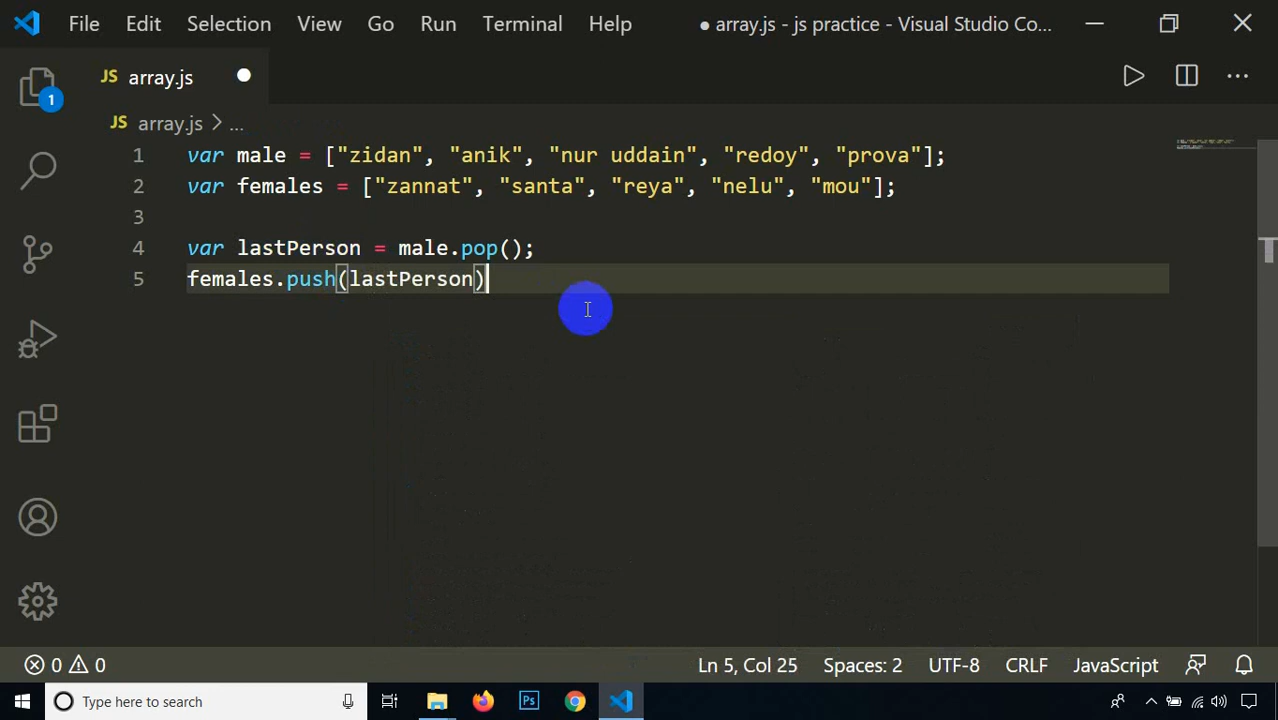 File Edit Selection View Go Run Terminal Help ● array.js - js practice - Visual Studio Co...
JS array.js ●
JS array.js > ...
1 var male = ["zidan", "anik", "nur uddain", "redoy", "prova"];
2 var females = ["zannat", "santa", "reya", "nelu", "mou"];
3
4 var lastPerson = male.pop();
5 females.push(lastPerson)
1
0 0 Ln 5, Col 25 Spaces: 2 UTF-8 CRLF JavaScript
Type here to search Ps